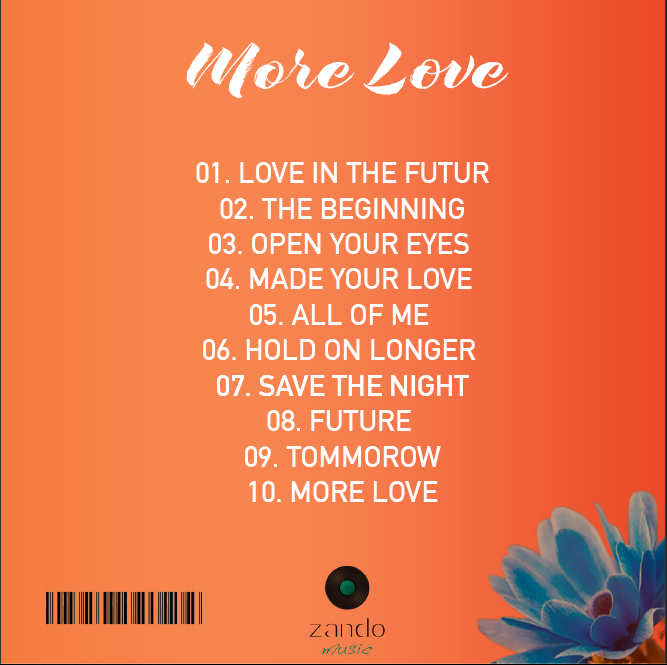 More Love
01. LOVE IN THE FUTUR
02. THE BEGINNING
03. OPEN YOUR EYES
04. MADE YOUR LOVE
05. ALL OF ME
06. HOLD ON LONGER
07. SAVE THE NIGHT
08. FUTURE
09. TOMMOROW
10. MORE LOVE
zando
music